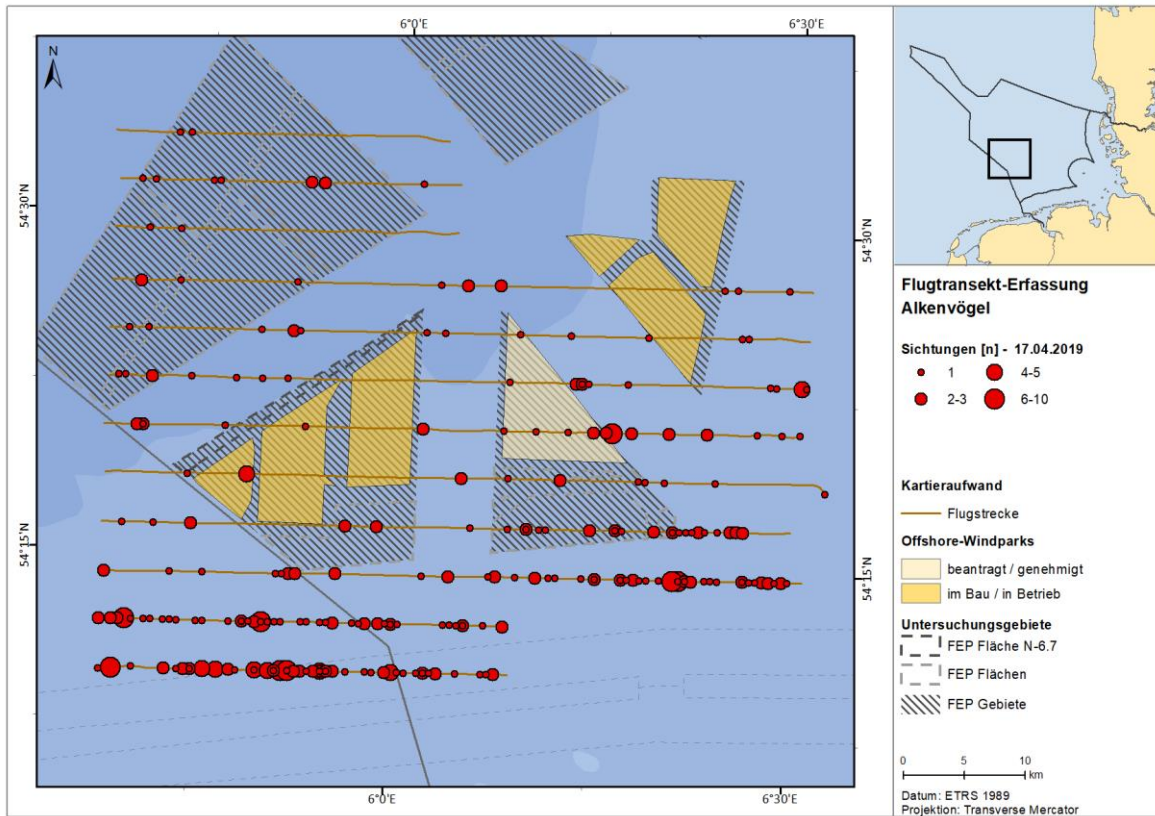 6°0'E
6°30'E
N
54°30'N
54°30'N
54°15'N
54°15'N
6°0'E
6°30'E
Flugtransekt-Erfassung
Alkenvögel
Sichtungen [n] - 17.04.2019
1
4-5
2-3
6-10
Kartieraufwand
Flugstrecke
Offshore-Windparks
beantragt / genehmigt
im Bau / in Betrieb
Untersuchungsgebiete
FEP Fläche N-6.7
FEP Flächen
FEP Gebiete
0 5 10
km
Datum: ETRS 1989
Projektion: Transverse Mercator